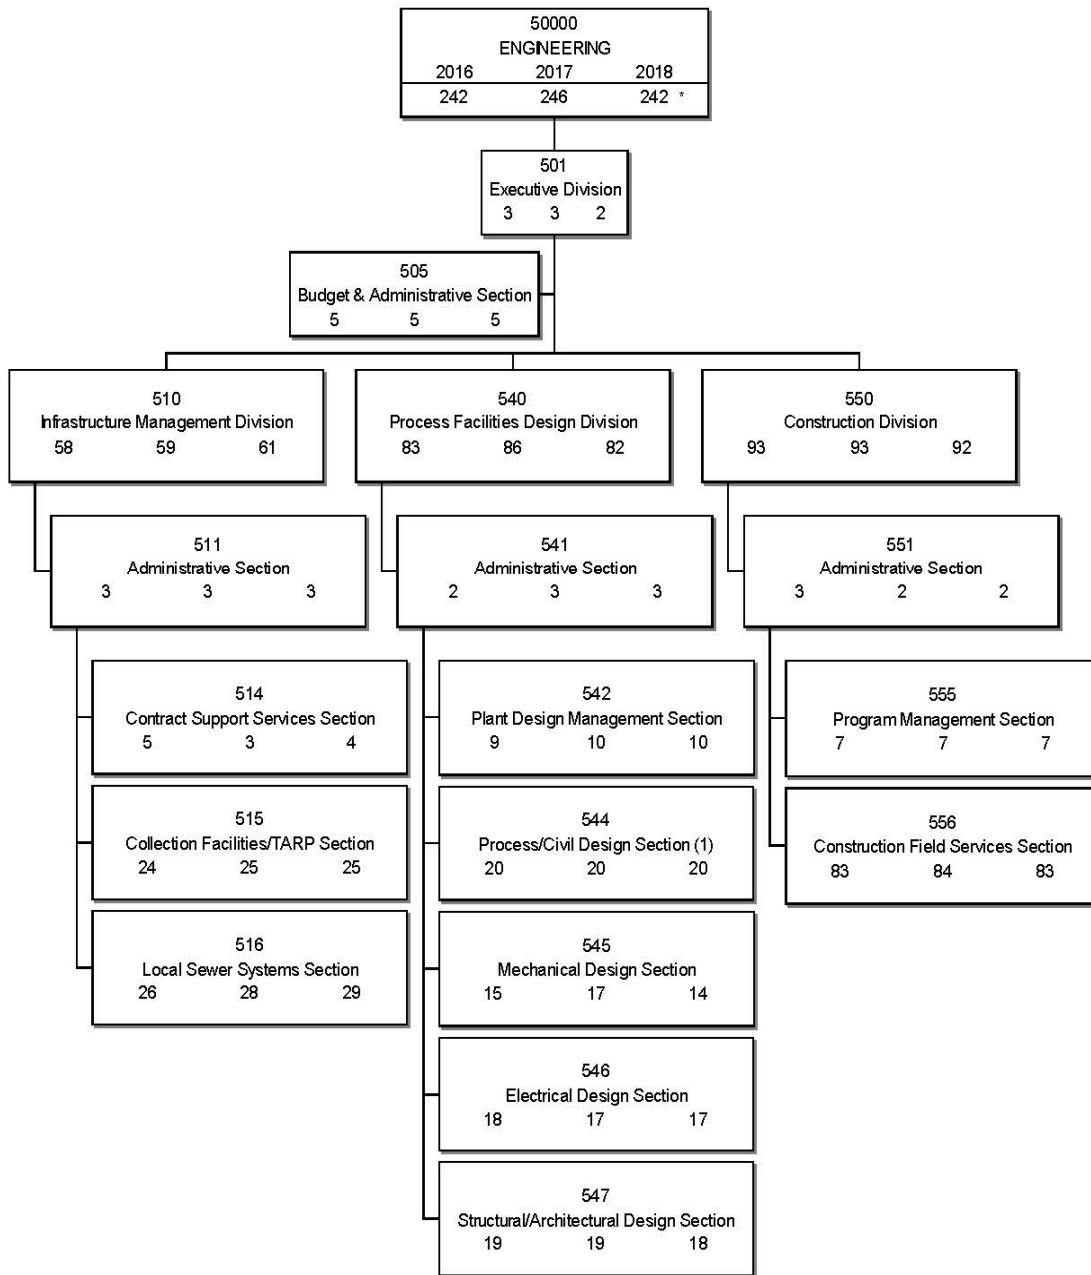 50000
ENGINEERING
2016 2017 2018
242 246 242 *
501
Executive Division
3 3 2
505
Budget & Administrative Section
5 5 5
510
Infrastructure Management Division
58 59 61
540
Process Facilities Design Division
83 86 82
550
Construction Division
93 93 92
511
Administrative Section
3 3 3
541
Administrative Section
2 3 3
551
Administrative Section
3 2 2
514
Contract Support Services Section
5 3 4
542
Plant Design Management Section
9 10 10
555
Program Management Section
7 7 7
515
Collection Facilities/TARP Section
24 25 25
544
Process/Civil Design Section (1)
20 20 20
556
Construction Field Services Section
83 84 83
516
Local Sewer Systems Section
26 28 29
545
Mechanical Design Section
15 17 14
546
Electrical Design Section
18 17 17
547
Structural/Architectural Design Section
19 19 18